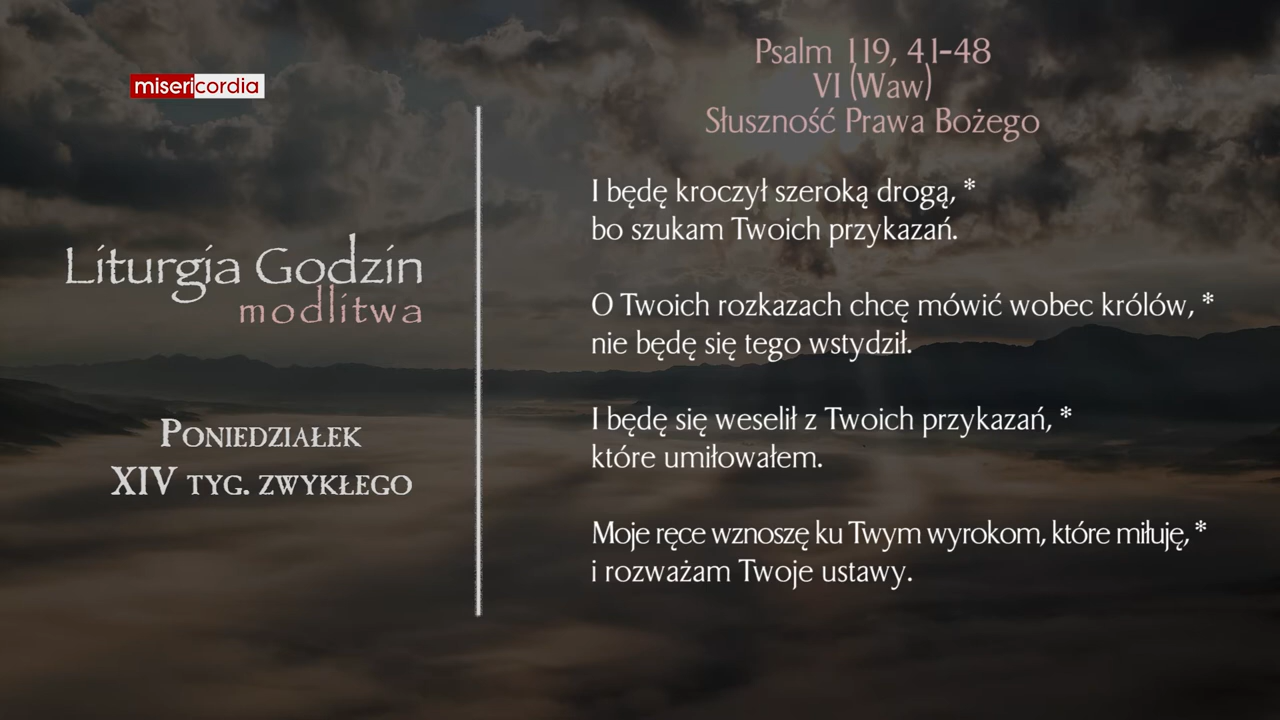 misericordia
Liturgia Godzin
modlitwa
Poniedziałek
XIV tyg. zwykłego
Psalm 119, 41-48
VI (Waw)
Słuszność Prawa Bożego
I będę kroczył szeroką drogą, *
bo szukam Twoich przykazań.
O Twoich rozkazach chcę mówić wobec królów, *
nie będę się tego wstydził.
I będę się weselił z Twoich przykazań, *
które umiłowałem.
Moje ręce wznoszę ku Twym wyrokom, które miłuję, *
i rozważam Twoje ustawy.